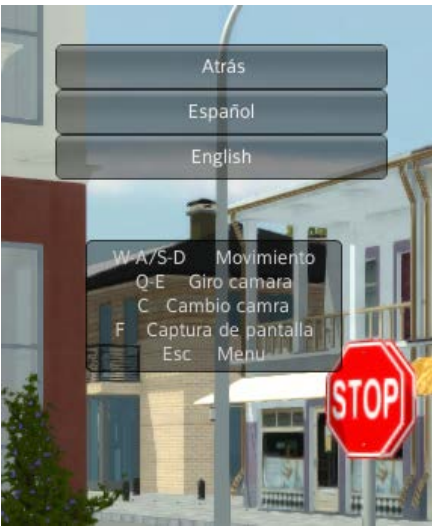 Atrás
Español
English
W-A/S-D Movimiento
Q-E Giro camara
C Cambio camra
F Captura de pantalla
Esc Menu
STOP